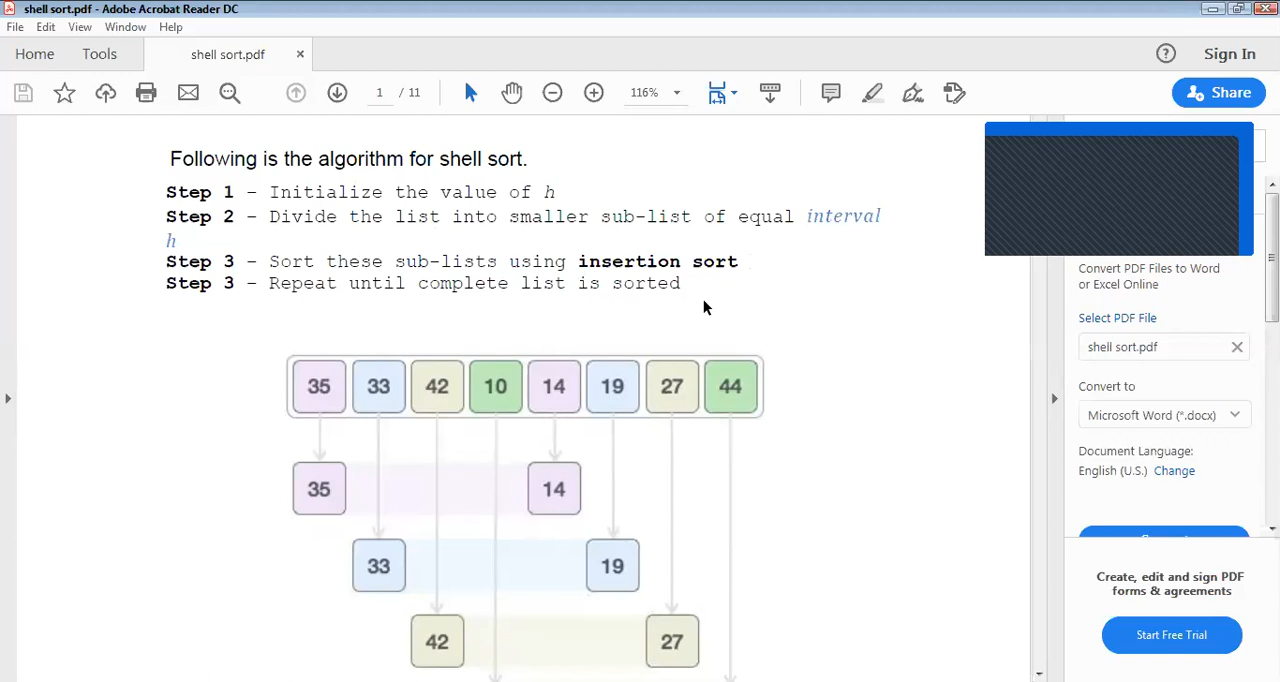 shell sort.pdf - Adobe Acrobat Reader DC
File Edit View Window Help
Home Tools shell sort.pdf × ? Sign In
1 / 11 116% Share
Following is the algorithm for shell sort.
Step 1 – Initialize the value of h
Step 2 – Divide the list into smaller sub-list of equal interval
h
Step 3 – Sort these sub-lists using insertion sort
Step 3 – Repeat until complete list is sorted
35 33 42 10 14 19 27 44
35 14
33 19
42 27
Convert PDF Files to Word
or Excel Online
Select PDF File
shell sort.pdf
Convert to
Microsoft Word (*.docx)
Document Language:
English (U.S.) Change
Create, edit and sign PDF
forms & agreements
Start Free Trial